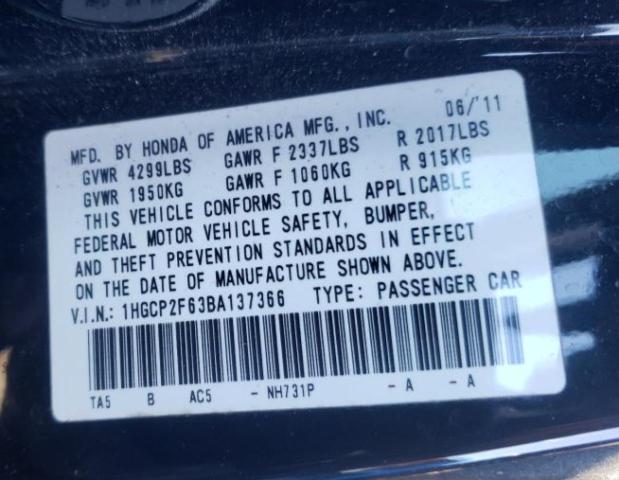 MFD. BY HONDA OF AMERICA MFG., INC. 06/'11
GVWR 4299LBS GAWR F 2337LBS R 2017LBS
GVWR 1950KG GAWR F 1060KG R 915KG
THIS VEHICLE CONFORMS TO ALL APPLICABLE
FEDERAL MOTOR VEHICLE SAFETY, BUMPER,
AND THEFT PREVENTION STANDARDS IN EFFECT
ON THE DATE OF MANUFACTURE SHOWN ABOVE.
V.I.N.: 1HGCP2F63BA137366 TYPE: PASSENGER CAR
TA5 B AC5 - NH731P - A - A